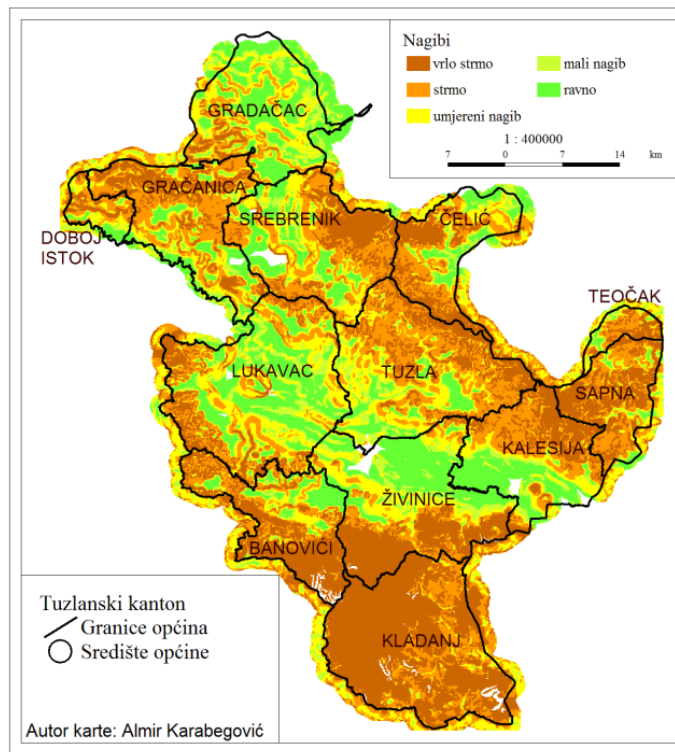 Nagibi
vrlo strmo
mali nagib
strmo
ravno
umjereni nagib
1 : 400000
7 0 7 14 km
GRADAČAC
GRAČANICA
SREBRENIK
ČELIĆ
DOBOJ
ISTOK
TEOČAK
LUKAVAC
TUZLA
SAPNA
KALESIJA
ŽIVINICE
BANOVIĆI
KLADANJ
Tuzlanski kanton
Granice općina
Središte općine
Autor karte: Almir Karabegović